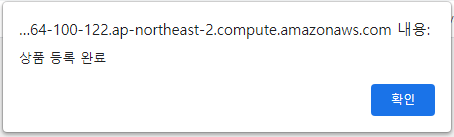 ...64-100-122.ap-northeast-2.compute.amazonaws.com 내용:
상품 등록 완료
확인